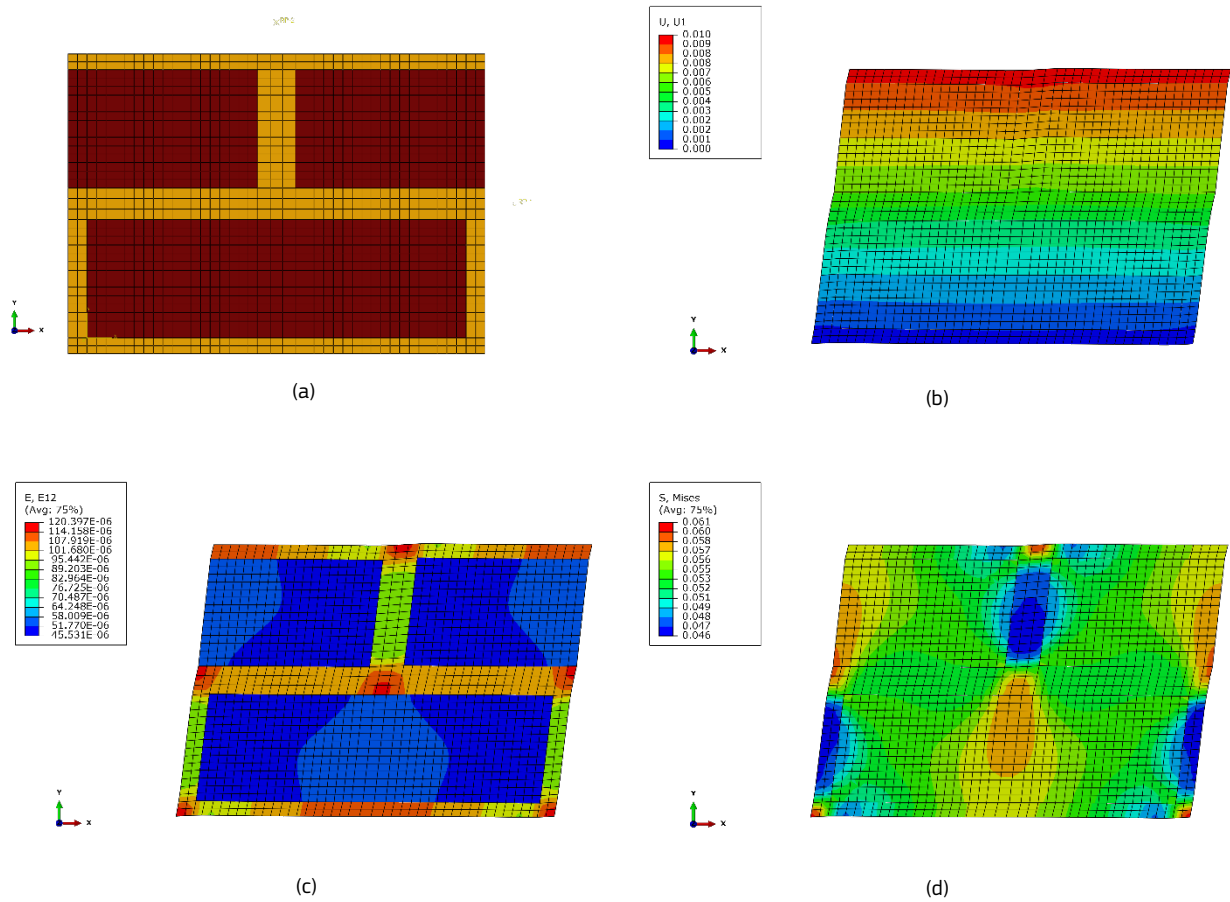 RP2
Y
X
(a)
U, U1
0.010
0.009
0.008
0.008
0.007
0.006
0.005
0.004
0.003
0.002
0.002
0.001
0.000
Y
X
(b)
E, E12
(Avg: 75%)
120.397E-06
114.158E-06
107.919E-06
101.680E-06
95.442E-06
89.203E-06
82.964E-06
76.725E-06
70.487E-06
64.248E-06
58.009E-06
51.770E-06
45.531E 06
Y
X
(c)
S, Mises
(Avg: 75%)
0.061
0.060
0.058
0.057
0.056
0.055
0.053
0.052
0.051
0.049
0.048
0.047
0.046
Y
X
(d)